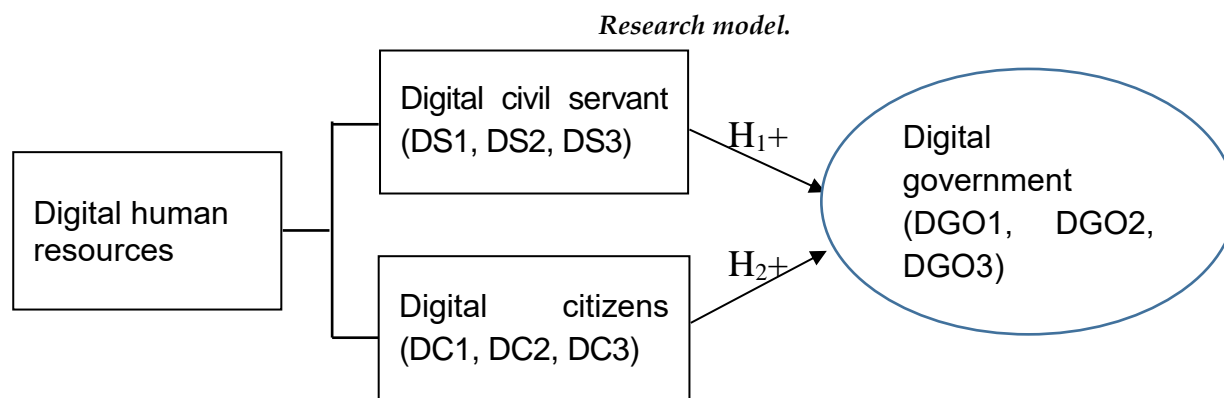 Research model.
Digital human
resources
Digital civil servant
(DS1, DS2, DS3)
Digital citizens
(DC1, DC2, DC3)
H₁+
H₂+
Digital
government
(DGO1, DGO2,
DGO3)